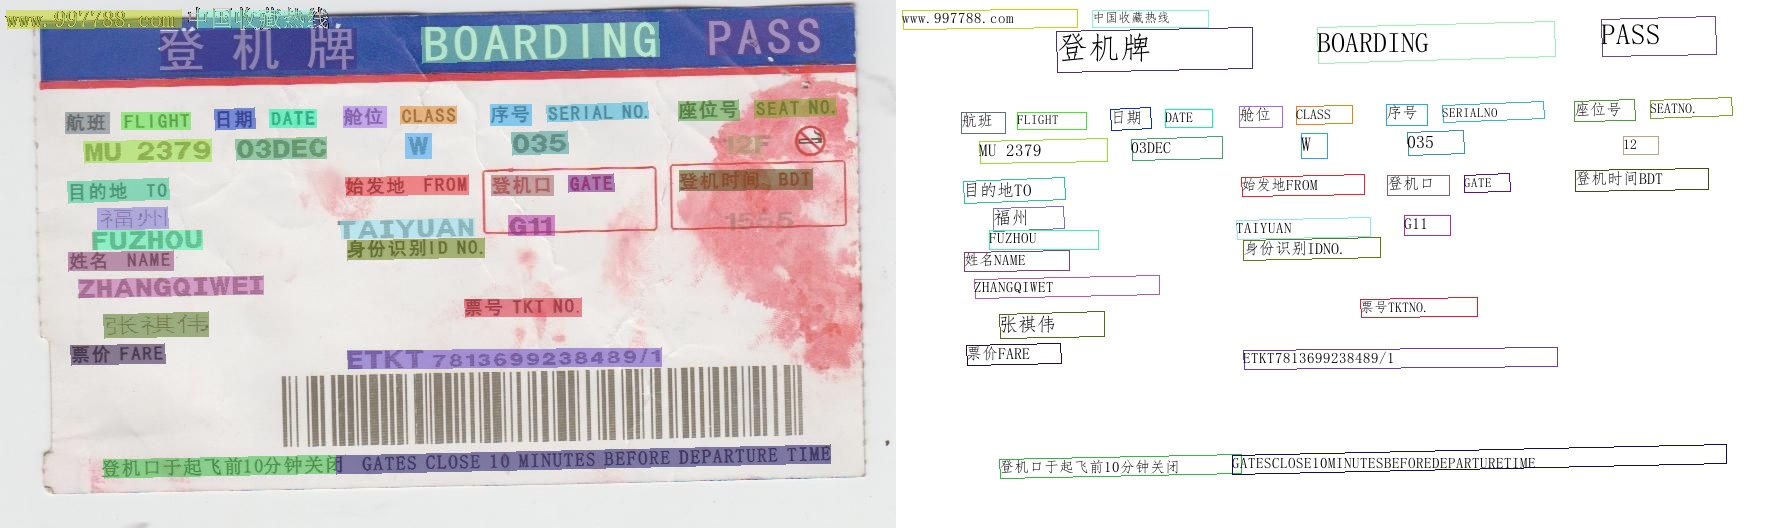 www.997788.com 中国收藏热线
登机牌 BOARDING PASS
航班 FLIGHT 日期 DATE 舱位 CLASS 序号 SERIAL NO. 座位号 SEAT NO.
MU 2379 03DEC W 035 12F
目的地 TO 始发地 FROM 登机口 GATE 登机时间 BDT
福州 TAIYUAN G11 1555
FUZHOU
身份识别ID NO.
姓名 NAME
ZHANGQIWEI
票号 TKT NO.
张祺伟
票价 FARE
ETKT 7813699238489/1
登机口于起飞前10分钟关闭 GATES CLOSE 10 MINUTES BEFORE DEPARTURE TIME
www.997788.com 中国收藏热线
登机牌 BOARDING PASS
航班 FLIGHT 日期 DATE 舱位 CLASS 序号 SERIALNO 座位号 SEATNO.
MU 2379 03DEC W 035 12
目的地TO 始发地FROM 登机口 GATE 登机时间BDT
福州 TAIYUAN G11
FUZHOU
身份识别IDNO.
姓名NAME
ZHANGQIWET
票号TKTNO.
张祺伟
票价FARE
ETKT7813699238489/1
登机口于起飞前10分钟关闭 GATESCLOSE10MINUTESBEFOREDEPARTURETIME